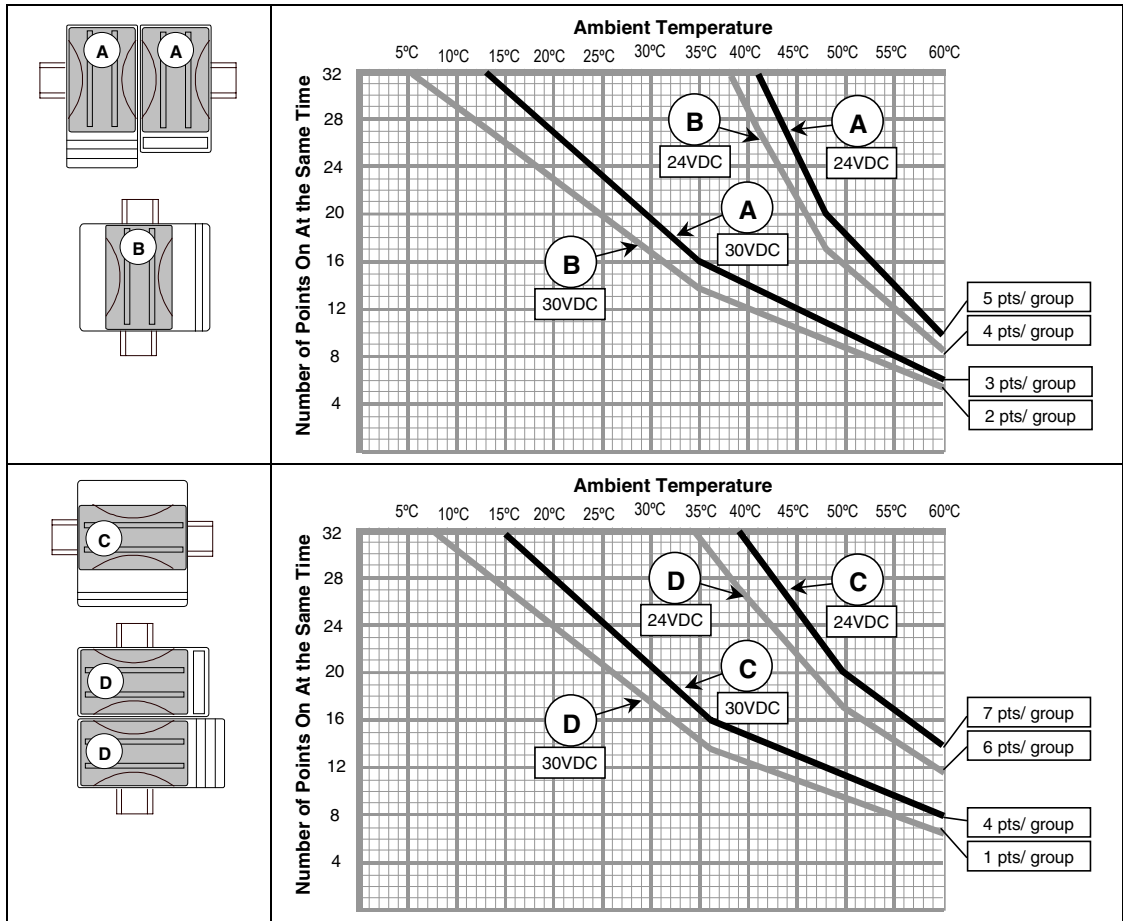 A A
B
Ambient Temperature
5ºC 10ºC 15ºC 20ºC 25ºC 30ºC 35ºC 40ºC 45ºC 50ºC 55ºC 60ºC
Number of Points On At the Same Time
32
28
24
20
16
12
8
4
B
24VDC
A
24VDC
A
30VDC
B
30VDC
5 pts/ group
4 pts/ group
3 pts/ group
2 pts/ group
C
D
D
Ambient Temperature
5ºC 10ºC 15ºC 20ºC 25ºC 30ºC 35ºC 40ºC 45ºC 50ºC 55ºC 60ºC
Number of Points On At the Same Time
32
28
24
20
16
12
8
4
D
24VDC
C
24VDC
C
30VDC
D
30VDC
7 pts/ group
6 pts/ group
4 pts/ group
1 pts/ group